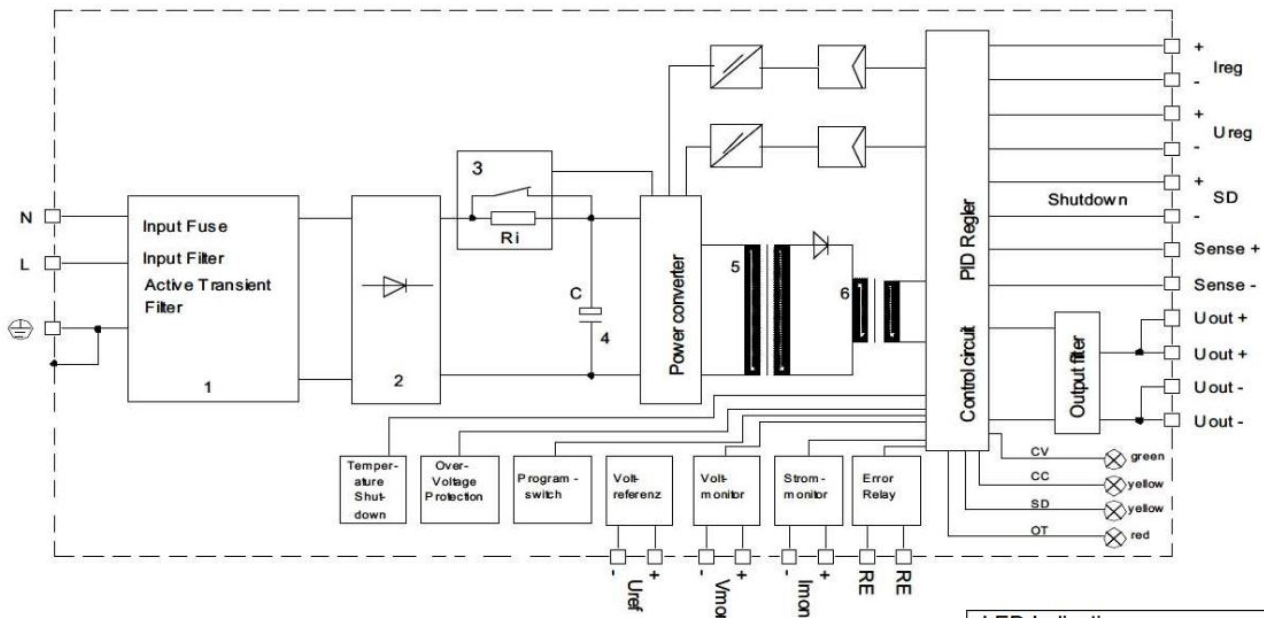 N
L
Input Fuse
Input Filter
Active Transient
Filter
1
2
3
Ri
C
4
Power converter
5
6
PID Regler
Control circuit
Output filter
+
Ireg
-
+
Ureg
-
+
Shutdown
SD
-
Sense +
Sense -
Uout +
Uout +
Uout -
Uout -
CV
green
CC
yellow
SD
yellow
OT
red
Temper-
ature
Shut-
down
Over-
Voltage
Protection
Program-
switch
Volt-
referenz
Volt-
monitor
Strom-
monitor
Error
Relay
- +
Uref
- +
Vmon
- +
Imon
RE
RE